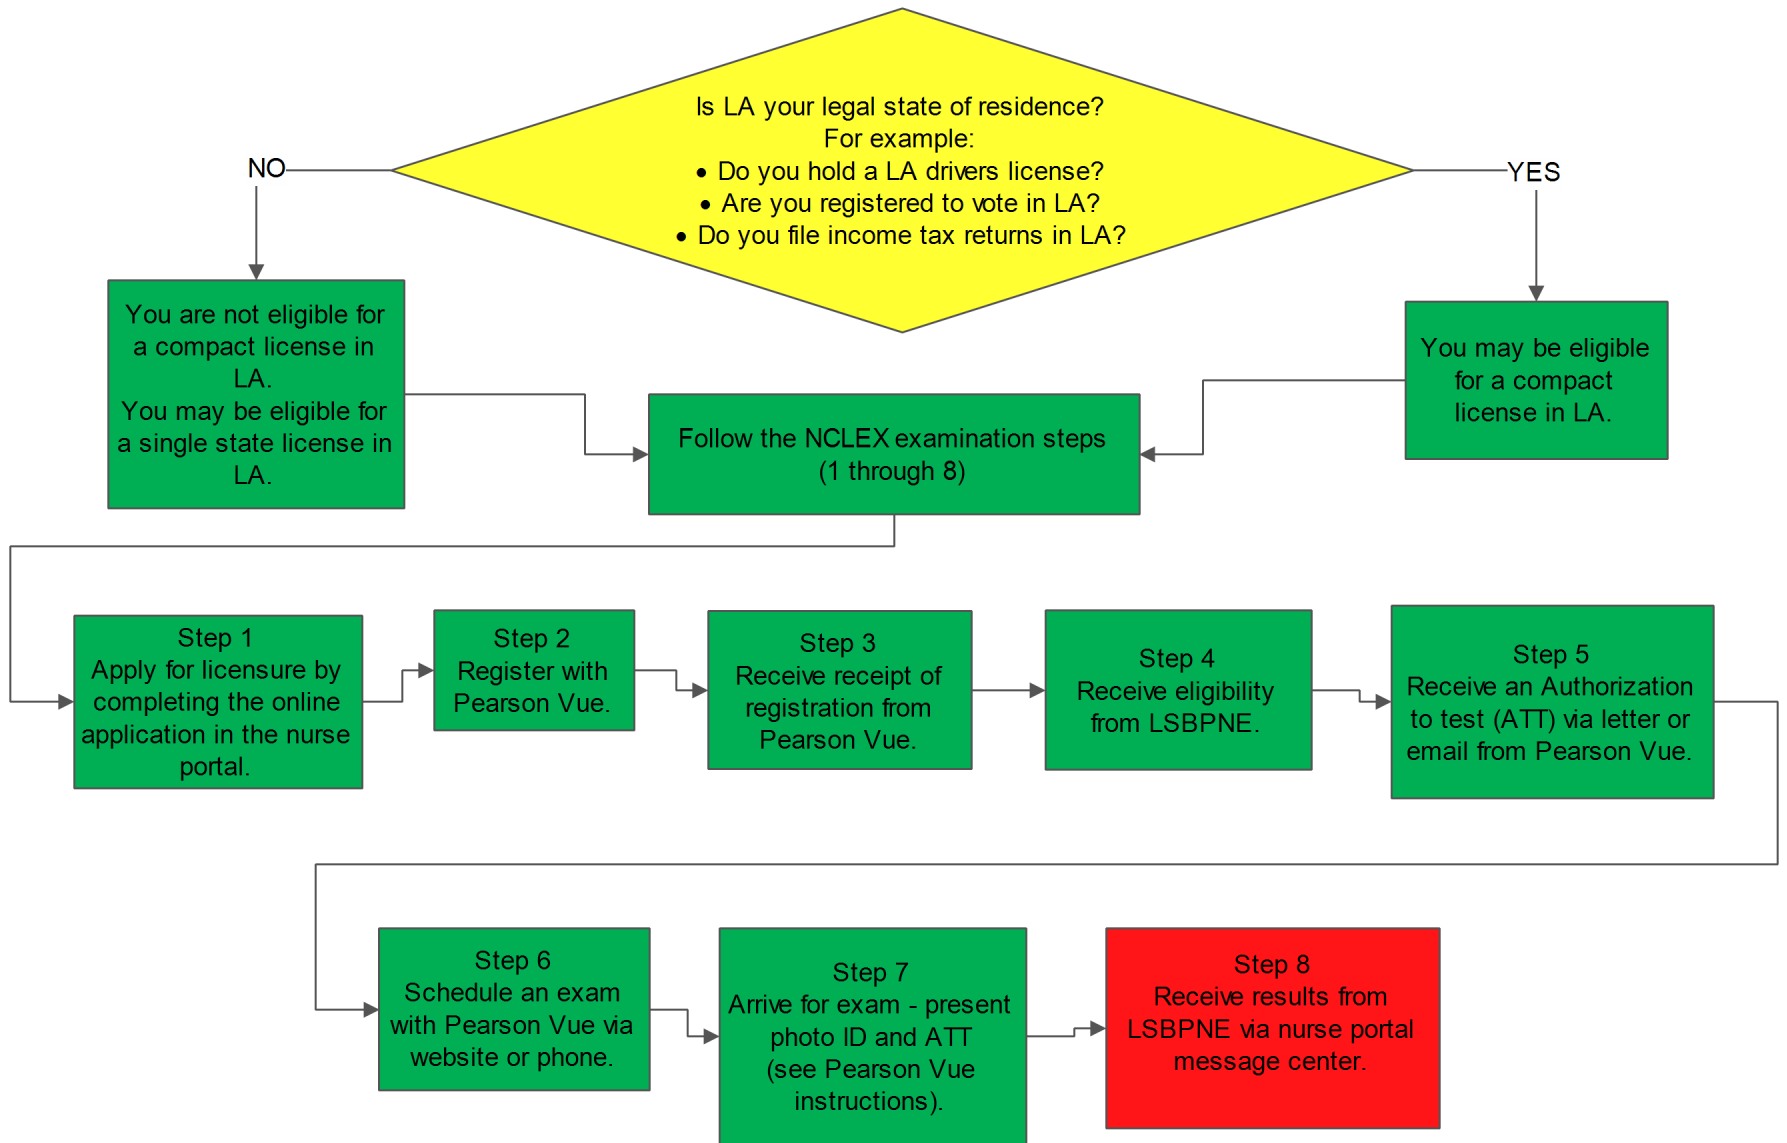 Is LA your legal state of residence?
For example:
• Do you hold a LA drivers license?
• Are you registered to vote in LA?
• Do you file income tax returns in LA?
NO
YES
You are not eligible for
a compact license in
LA.
You may be eligible for
a single state license in
LA.
You may be eligible
for a compact
license in LA.
Follow the NCLEX examination steps
(1 through 8)
Step 1
Apply for licensure by
completing the online
application in the nurse
portal.
Step 2
Register with
Pearson Vue.
Step 3
Receive receipt of
registration from
Pearson Vue.
Step 4
Receive eligibility
from LSBPNE.
Step 5
Receive an Authorization
to test (ATT) via letter or
email from Pearson Vue.
Step 6
Schedule an exam
with Pearson Vue via
website or phone.
Step 7
Arrive for exam - present
photo ID and ATT
(see Pearson Vue
instructions).
Step 8
Receive results from
LSBPNE via nurse portal
message center.